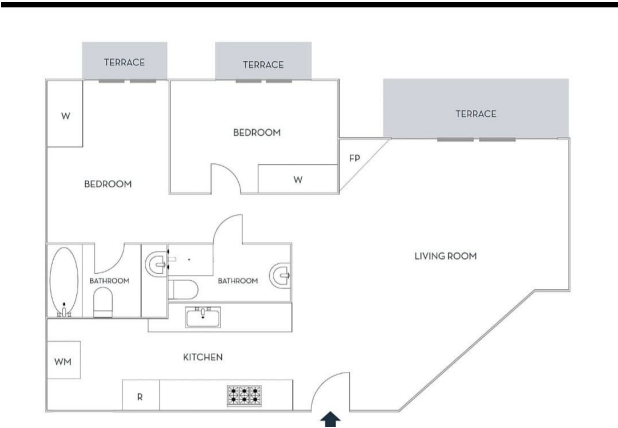 TERRACE
TERRACE
TERRACE
W
BEDROOM
FP
W
BEDROOM
LIVING ROOM
BATHROOM
BATHROOM
KITCHEN
WM
R